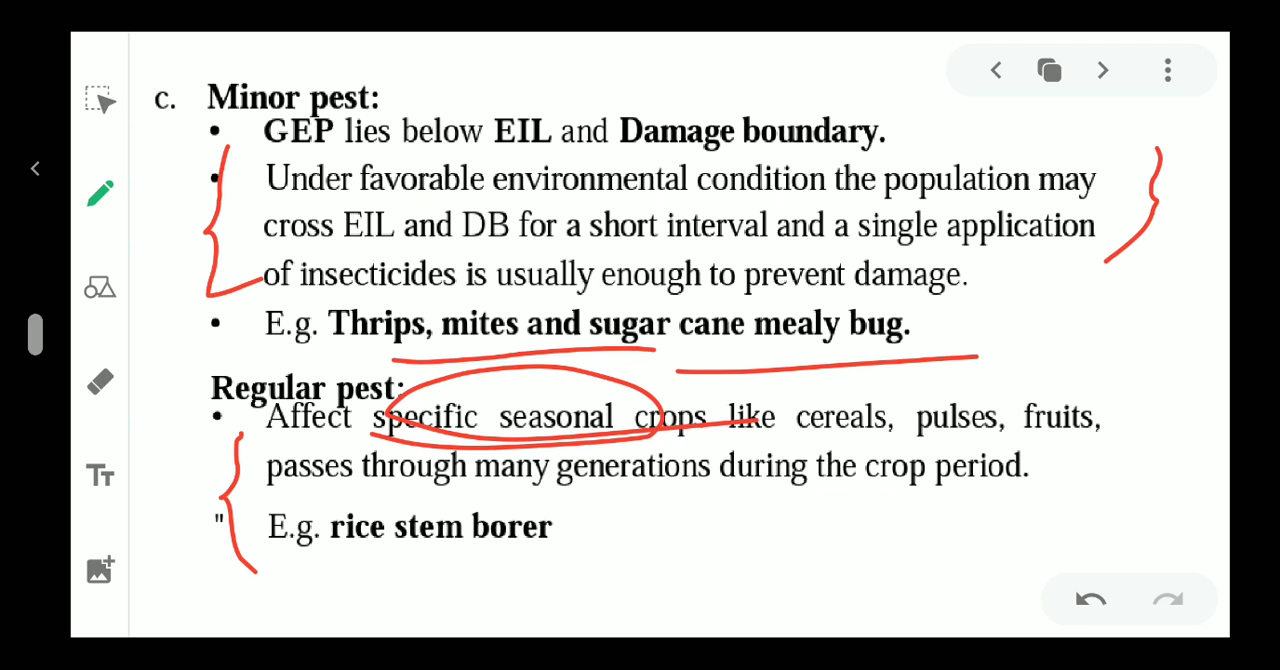 c. Minor pest:
• GEP lies below EIL and Damage boundary.
• Under favorable environmental condition the population may
cross EIL and DB for a short interval and a single application
of insecticides is usually enough to prevent damage.
• E.g. Thrips, mites and sugar cane mealy bug.
Regular pest:
• Affect specific seasonal crops like cereals, pulses, fruits,
passes through many generations during the crop period.
" E.g. rice stem borer
TT